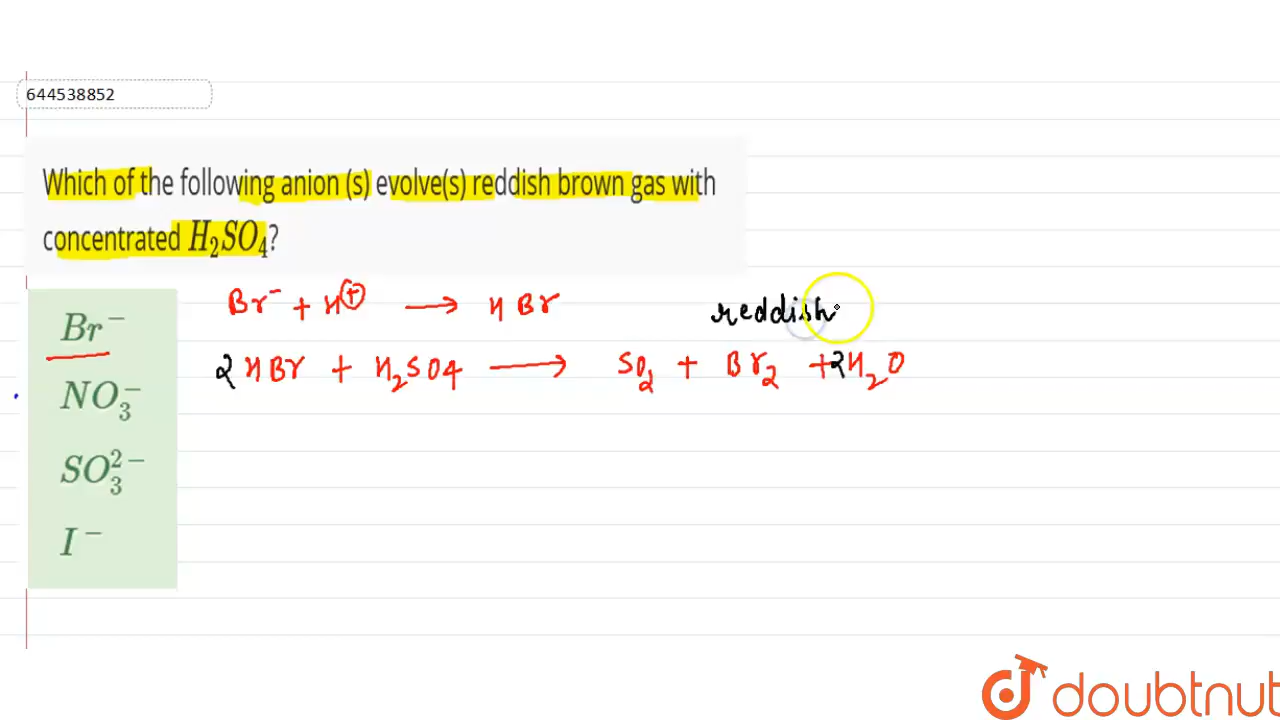 644538852
Which of the following anion (s) evolve(s) reddish brown gas with
concentrated H₂SO₄?
Br⁻ + H⁺ → HBr
reddish
2HBr + H₂SO4 → SO₂ + Br₂ + 2H₂O
Br⁻
NO₃⁻
SO₃²⁻
I⁻
doubtnut